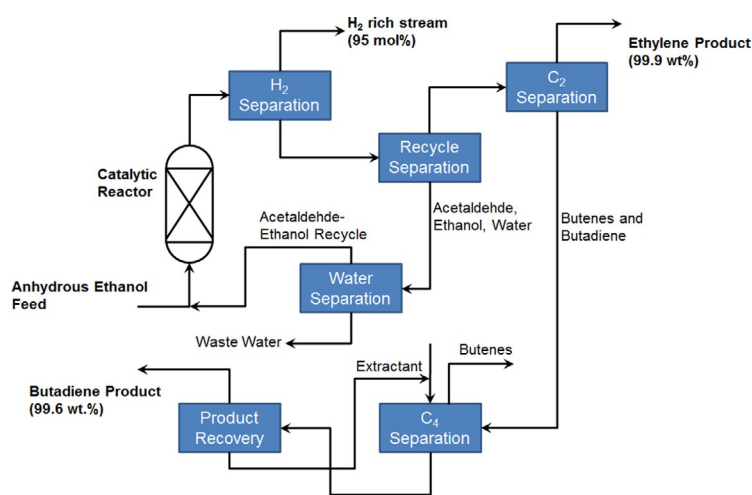 H2 rich stream
(95 mol%)
Ethylene Product
(99.9 wt%)
H2
Separation
C2
Separation
Recycle
Separation
Catalytic
Reactor
Acetaldehde-
Ethanol Recycle
Acetaldehde,
Ethanol, Water
Butenes and
Butadiene
Anhydrous Ethanol
Feed
Water
Separation
Waste Water
Extractant
Butenes
Butadiene Product
(99.6 wt.%)
Product
Recovery
C4
Separation